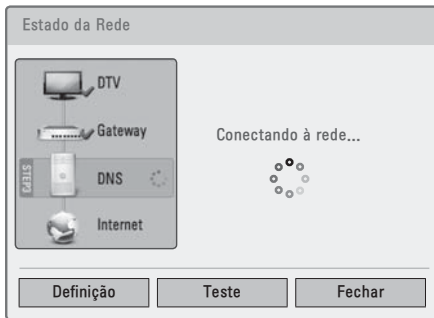 Estado da Rede
DTV
Gateway
Conectando à rede...
STEP3
DNS
Internet
Definição
Teste
Fechar